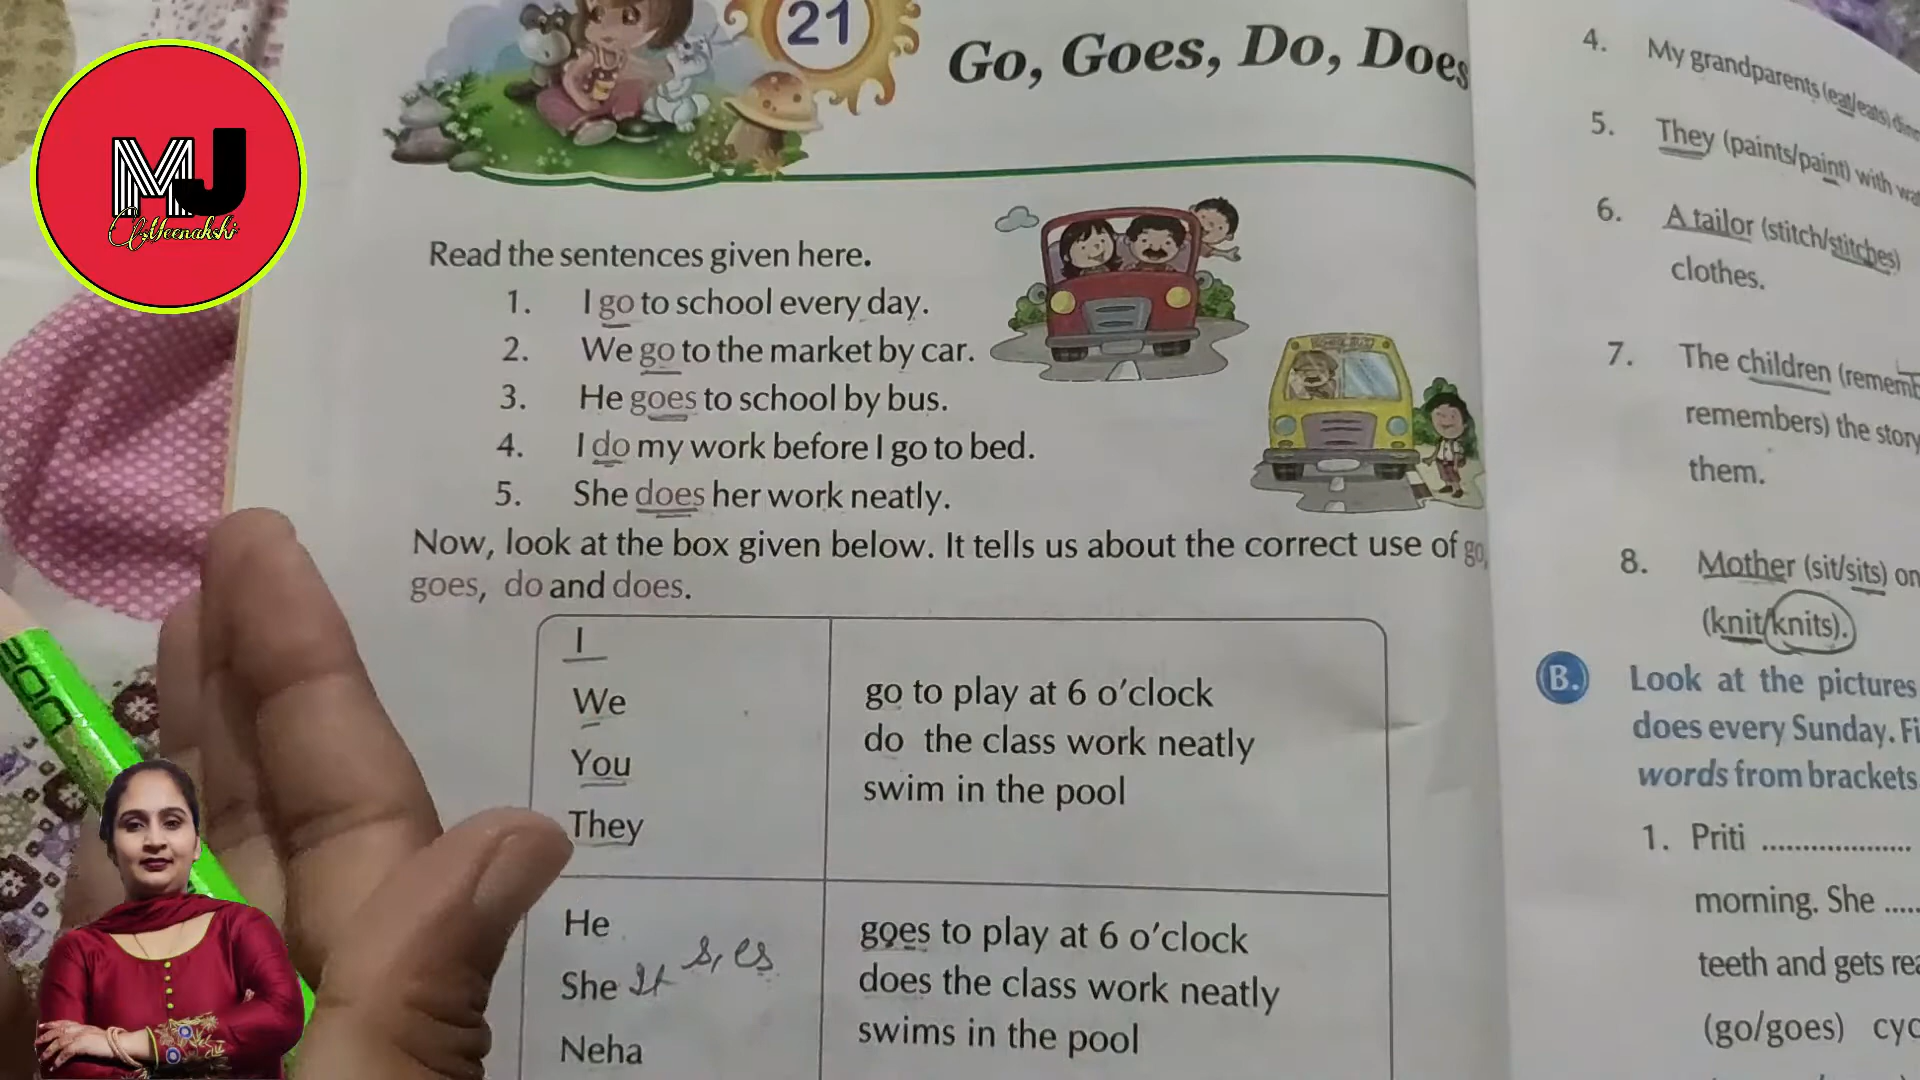 MJ
Meenakshi
21
Go, Goes, Do, Does
Read the sentences given here.
1. I go to school every day.
2. We go to the market by car.
3. He goes to school by bus.
4. I do my work before I go to bed.
5. She does her work neatly.
Now, look at the box given below. It tells us about the correct use of go,
goes, do and does.
I
We
You
They
go to play at 6 o'clock
do the class work neatly
swim in the pool
He
She It s, es
Neha
goes to play at 6 o'clock
does the class work neatly
swims in the pool
4. My grandparents (eat/eats)
5. They (paints/paint) with
6. A tailor (stitch/stitches)
clothes.
7. The children
remembers) the story
them.
8. Mother (sit/sits) on
(knit/knits).
B. Look at the pictures
does every Sunday.
words from brackets
1. Priti ....................
morning. She .....
teeth and gets
(go/goes)